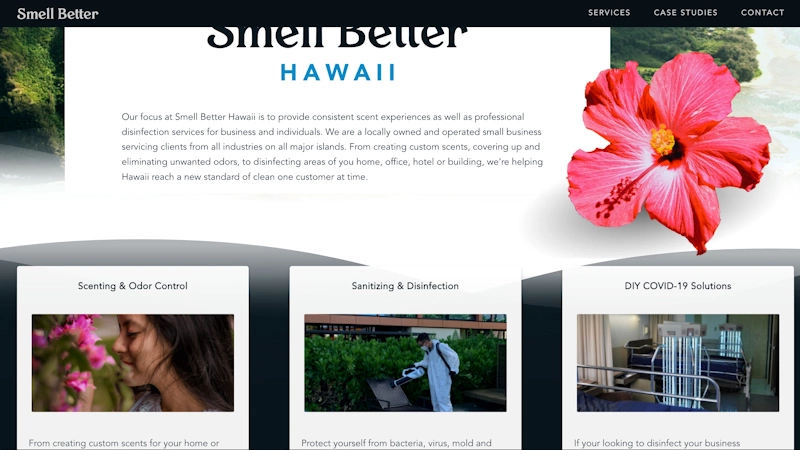 Smell Better
SERVICES CASE STUDIES CONTACT
Smell Better
HAWAII
Our focus at Smell Better Hawaii is to provide consistent scent experiences as well as professional
disinfection services for business and individuals. We are a locally owned and operated small business
servicing clients from all industries on all major islands. From creating custom scents, covering up and
eliminating unwanted odors, to disinfecting areas of you home, office, hotel or building, we're helping
Hawaii reach a new standard of clean one customer at time.
Scenting & Odor Control
From creating custom scents for your home or
Sanitizing & Disinfection
Protect yourself from bacteria, virus, mold and
DIY COVID-19 Solutions
If your looking to disinfect your business